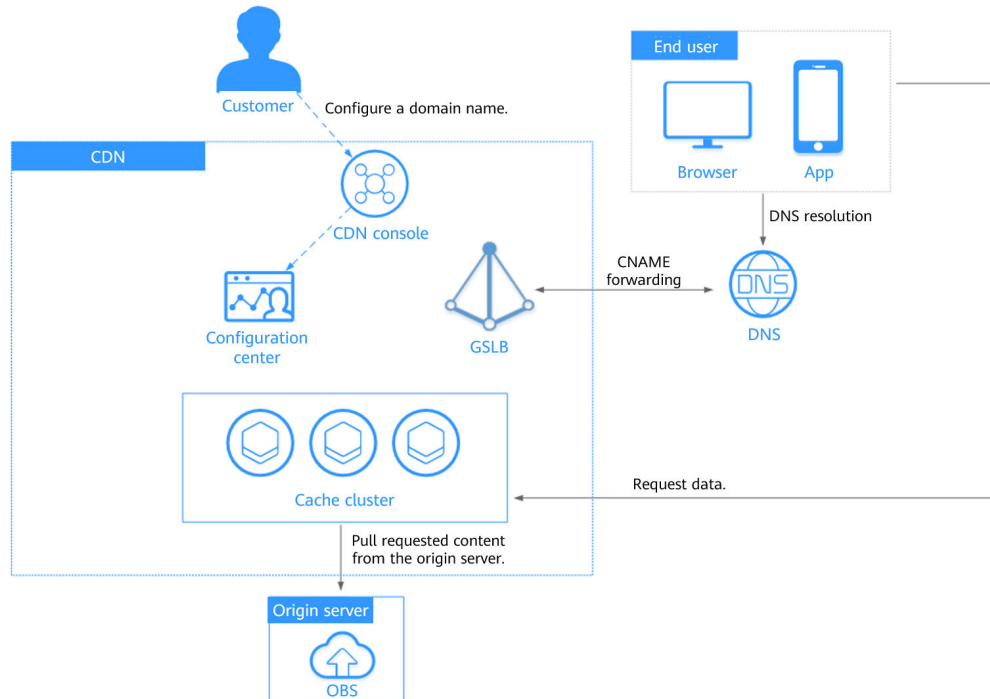 End user
Customer
Configure a domain name.
CDN
Browser
App
CDN console
DNS resolution
CNAME
forwarding
Configuration
center
GSLB
DNS
Cache cluster
Request data.
Pull requested content
from the origin server.
Origin server
OBS